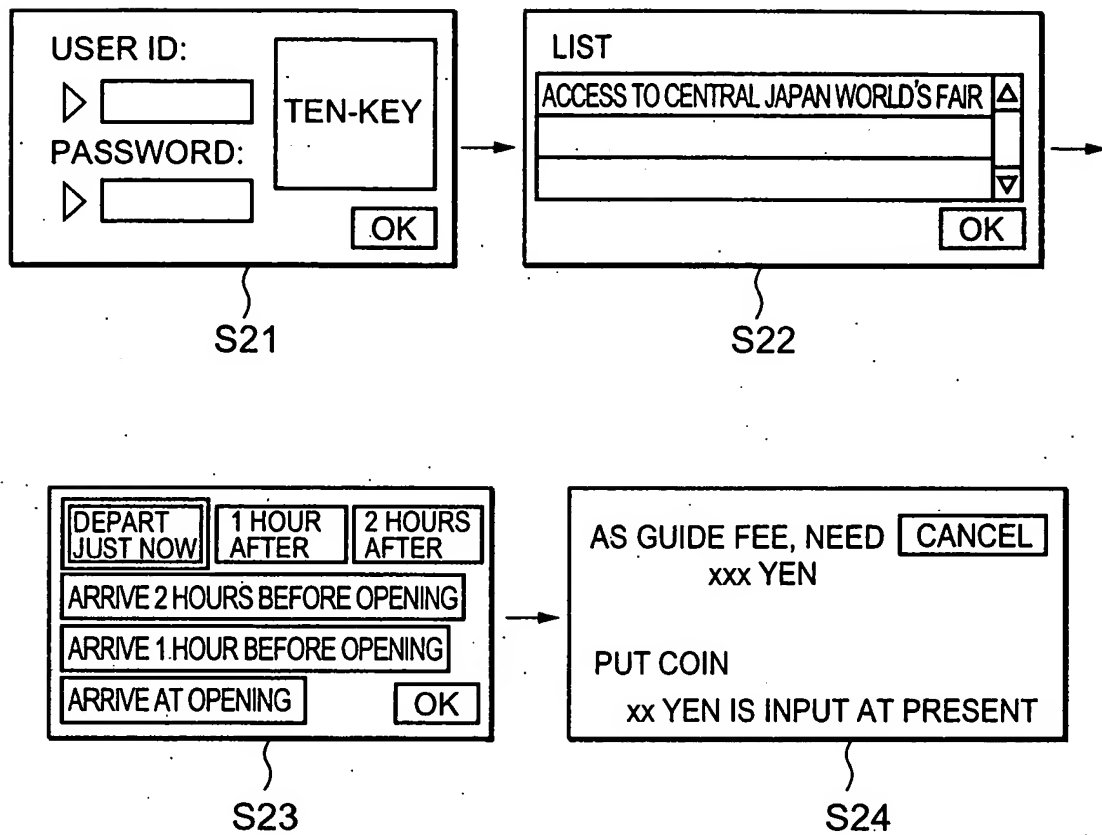 USER ID:
TEN-KEY
PASSWORD:
OK
S21
LIST
ACCESS TO CENTRAL JAPAN WORLD'S FAIR
OK
S22
DEPART
JUST NOW
1 HOUR
AFTER
2 HOURS
AFTER
ARRIVE 2 HOURS BEFORE OPENING
ARRIVE 1 HOUR BEFORE OPENING
ARRIVE AT OPENING
OK
S23
AS GUIDE FEE, NEED
CANCEL
xxx YEN
PUT COIN
xx YEN IS INPUT AT PRESENT
S24